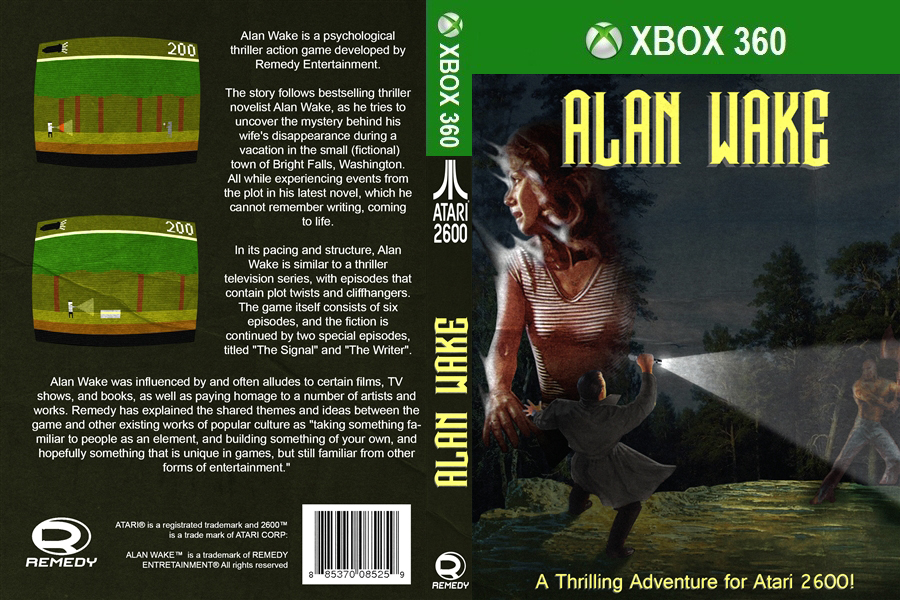 200
200
Alan Wake is a psychological
thriller action game developed by
Remedy Entertainment.
The story follows bestselling thriller
novelist Alan Wake, as he tries to
uncover the mystery behind his
wife's disappearance during a
vacation in the small (fictional)
town of Bright Falls, Washington.
All while experiencing events from
the plot in his latest novel, which he
cannot remember writing, coming
to life.
In its pacing and structure, Alan
Wake is similar to a thriller
television series, with episodes that
contain plot twists and cliffhangers.
The game itself consists of six
episodes, and the fiction is
continued by two special episodes,
titled "The Signal" and "The Writer".
Alan Wake was influenced by and often alludes to certain films, TV
shows, and books, as well as paying homage to a number of artists and
works. Remedy has explained the shared themes and ideas between the
game and other existing works of popular culture as "taking something fa-
miliar to people as an element, and building something of your own, and
hopefully something that is unique in games, but still familiar from other
forms of entertainment."
REMEDY
ATARI® is a registrated trademark and 2600™
is a trade mark of ATARI CORP:
ALAN WAKE™ is a trademark of REMEDY
ENTRETAINMENT® All rights reserved
8 85370 08525 9
XBOX 360
ATARI
2600
ALAN WAKE
REMEDY
XBOX 360
ALAN WAKE
A Thrilling Adventure for Atari 2600!